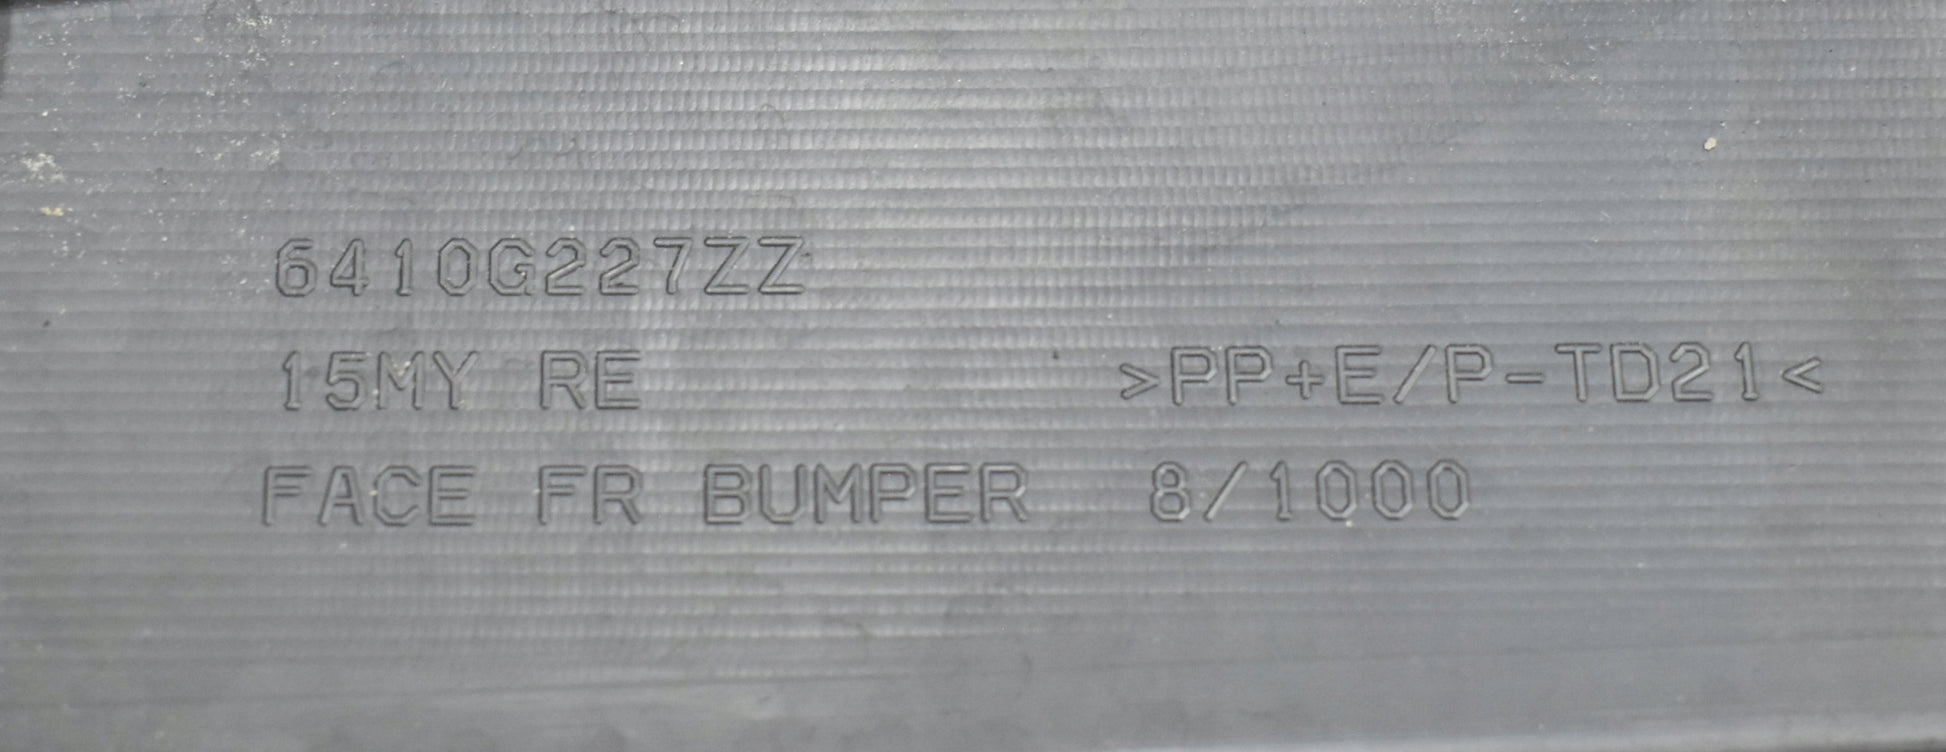 6410G227ZZ
15MY RE >PP+E/P-TD21<
FACE FR BUMPER 8/1000